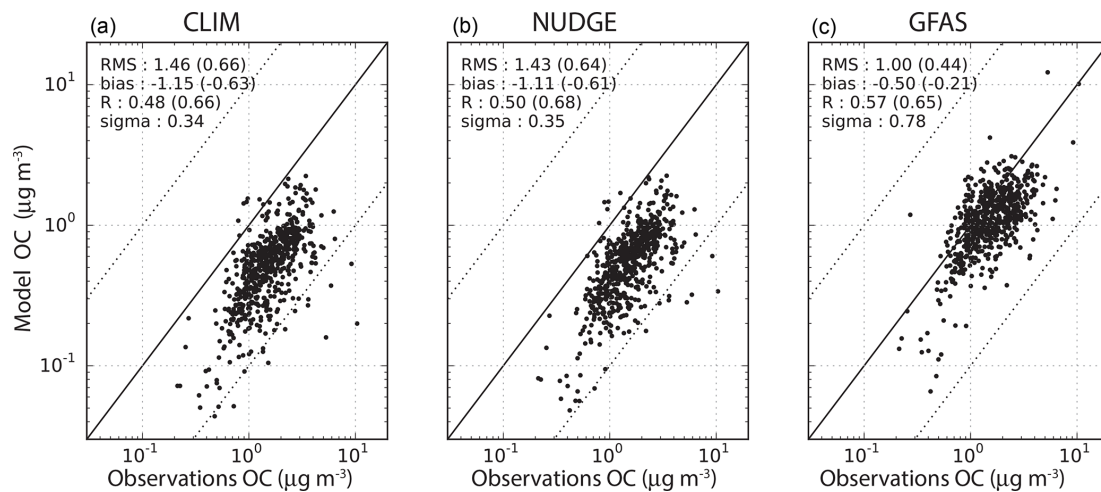 (a) CLIM
RMS : 1.46 (0.66)
bias : -1.15 (-0.63)
R : 0.48 (0.66)
sigma : 0.34
(b) NUDGE
RMS : 1.43 (0.64)
bias : -1.11 (-0.61)
R : 0.50 (0.68)
sigma : 0.35
(c) GFAS
RMS : 1.00 (0.44)
bias : -0.50 (-0.21)
R : 0.57 (0.65)
sigma : 0.78
Model OC (μg m⁻³)
10¹
10⁰
10⁻¹
10⁻¹ 10⁰ 10¹
Observations OC (μg m⁻³)
10⁻¹ 10⁰ 10¹
Observations OC (μg m⁻³)
10⁻¹ 10⁰ 10¹
Observations OC (μg m⁻³)